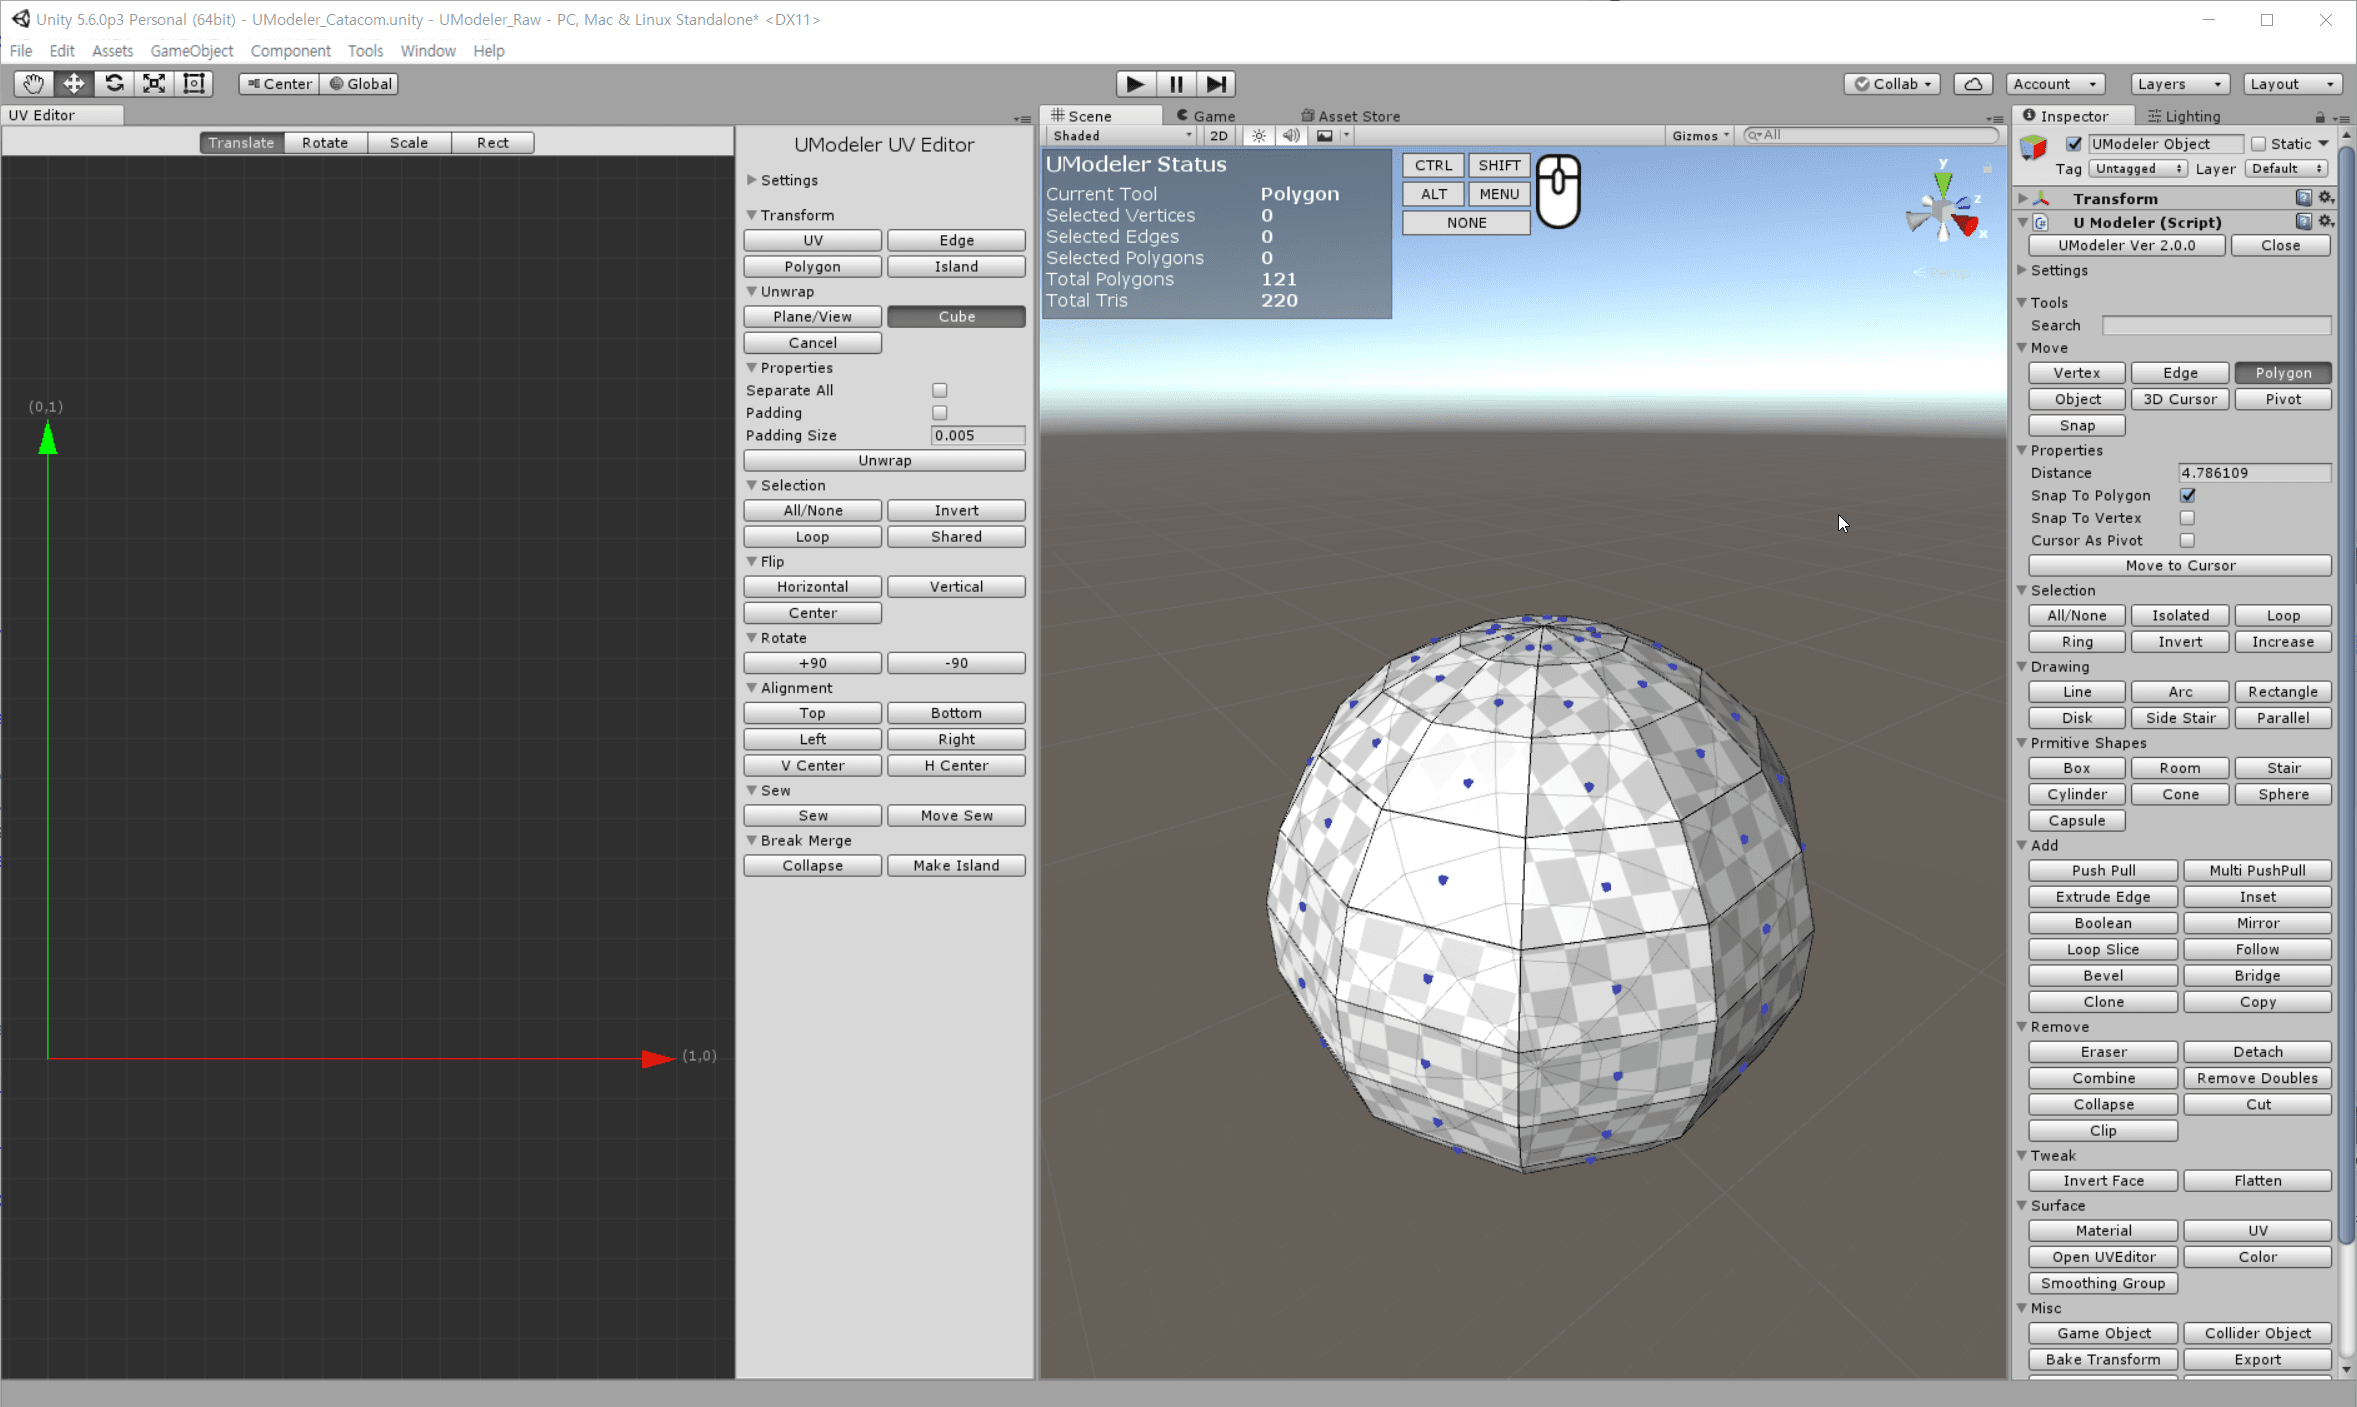 Unity 5.6.0p3 Personal (64bit) - UModeler_Catacom.unity - UModeler_Raw - PC, Mac & Linux Standalone* <DX11>
File Edit Assets GameObject Component Tools Window Help
Center Global Collab Account Layers Layout
UV Editor
Translate Rotate Scale Rect
(0,1)
(1,0)
UModeler UV Editor
Settings
Transform
UV Edge
Polygon Island
Unwrap
Plane/View Cube
Cancel
Properties
Separate All
Padding
Padding Size 0.005
Unwrap
Selection
All/None Invert
Loop Shared
Flip
Horizontal Vertical
Center
Rotate
+90 -90
Alignment
Top Bottom
Left Right
V Center H Center
Sew
Sew Move Sew
Break Merge
Collapse Make Island
Scene Game Asset Store
Shaded 2D Gizmos All
UModeler Status
Current Tool Polygon
Selected Vertices 0
Selected Edges 0
Selected Polygons 0
Total Polygons 121
Total Tris 220
CTRL SHIFT
ALT MENU
NONE
y
z
x
Persp
Inspector Lighting
UModeler Object Static
Tag Untagged Layer Default
Transform
U Modeler (Script)
UModeler Ver 2.0.0 Close
Settings
Tools
Search
Move
Vertex Edge Polygon
Object 3D Cursor Pivot
Snap
Properties
Distance 4.786109
Snap To Polygon
Snap To Vertex
Cursor As Pivot
Move to Cursor
Selection
All/None Isolated Loop
Ring Invert Increase
Drawing
Line Arc Rectangle
Disk Side Stair Parallel
Prmitive Shapes
Box Room Stair
Cylinder Cone Sphere
Capsule
Add
Push Pull Multi PushPull
Extrude Edge Inset
Boolean Mirror
Loop Slice Follow
Bevel Bridge
Clone Copy
Remove
Eraser Detach
Combine Remove Doubles
Collapse Cut
Clip
Tweak
Invert Face Flatten
Surface
Material UV
Open UVEditor Color
Smoothing Group
Misc
Game Object Collider Object
Bake Transform Export